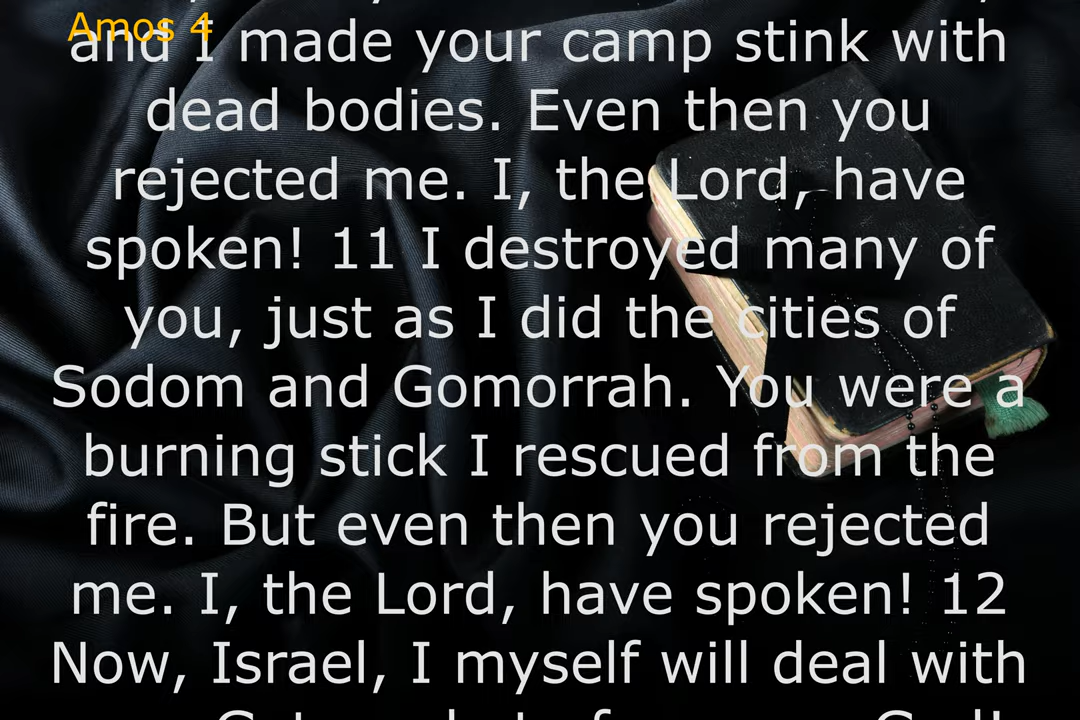 Amos 4
and I made your camp stink with
dead bodies. Even then you
rejected me. I, the Lord, have
spoken! 11 I destroyed many of
you, just as I did the cities of
Sodom and Gomorrah. You were a
burning stick I rescued from the
fire. But even then you rejected
me. I, the Lord, have spoken! 12
Now, Israel, I myself will deal with